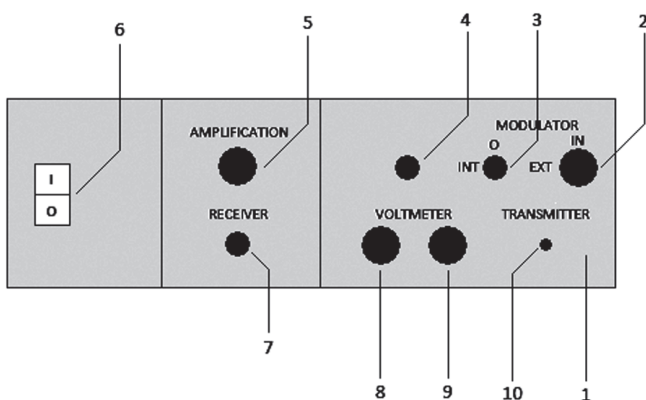 6 5 4 3 2
AMPLIFICATION
MODULATOR
O IN
I
INT EXT
O
RECEIVER VOLTMETER TRANSMITTER
7
8 9 10 1